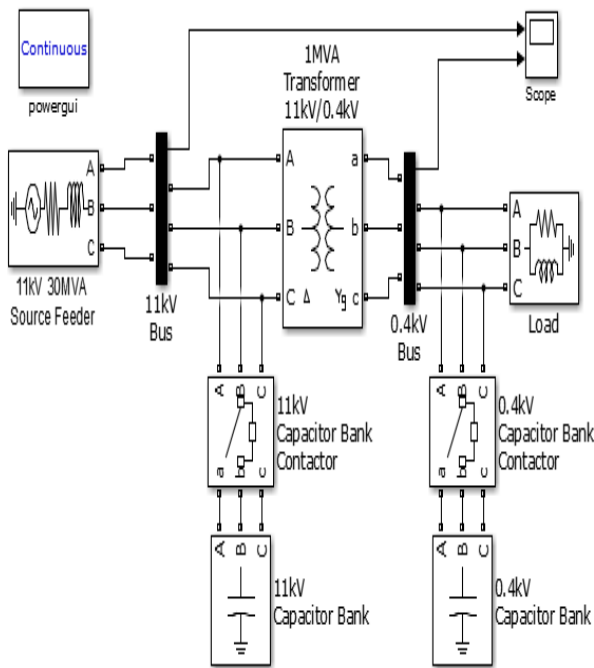 Continuous
powergui
Scope
1MVA
Transformer
11kV/0.4kV
A
B
C
11kV 30MVA
Source Feeder
11kV
Bus
A
B
C
Δ
a
b
Yg c
0.4kV
Bus
A
B
C
Load
A
B
C
a
b
c
11kV
Capacitor Bank
Contactor
A
B
C
a
b
c
0.4kV
Capacitor Bank
Contactor
A
B
C
11kV
Capacitor Bank
A
B
C
0.4kV
Capacitor Bank